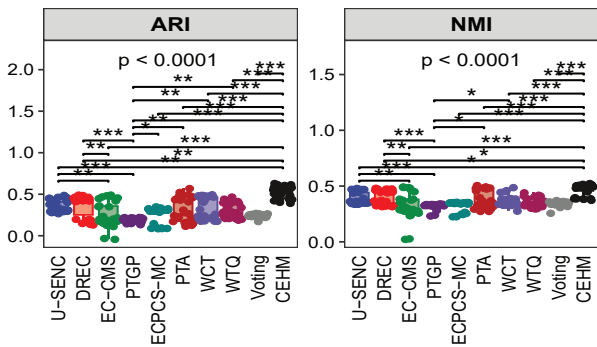 ARI
p < 0.0001
2.0
1.5
1.0
0.5
0.0
**
***
***
**
***
**
***
***
***
*
**
***
***
**
**
***
**
**
***
U-SENC
DREC
EC-CMS
PTGP
ECPCS-MC
PTA
WCT
WTQ
Voting
CEHM
NMI
p < 0.0001
1.5
1.0
0.5
0.0
***
***
***
*
***
***
*
***
***
**
***
*
*
***
**
U-SENC
DREC
EC-CMS
PTGP
ECPCS-MC
PTA
WCT
WTQ
Voting
CEHM